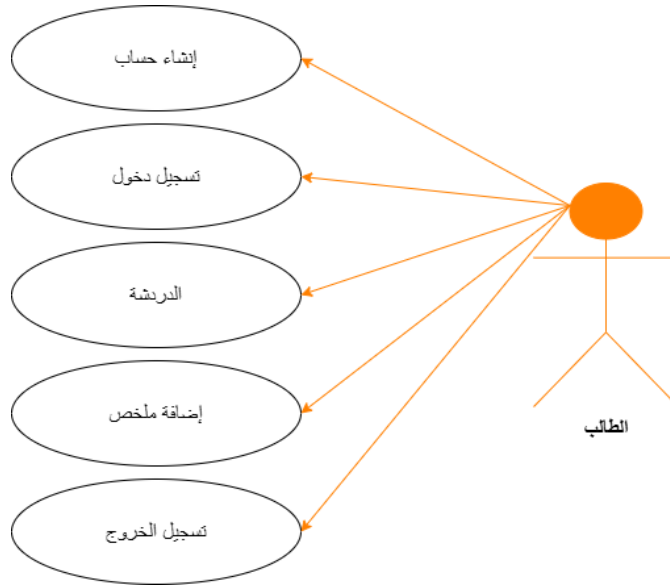 إنشاء حساب
تسجيل دخول
الدردشة
إضافة ملخص
تسجيل الخروج
الطالب